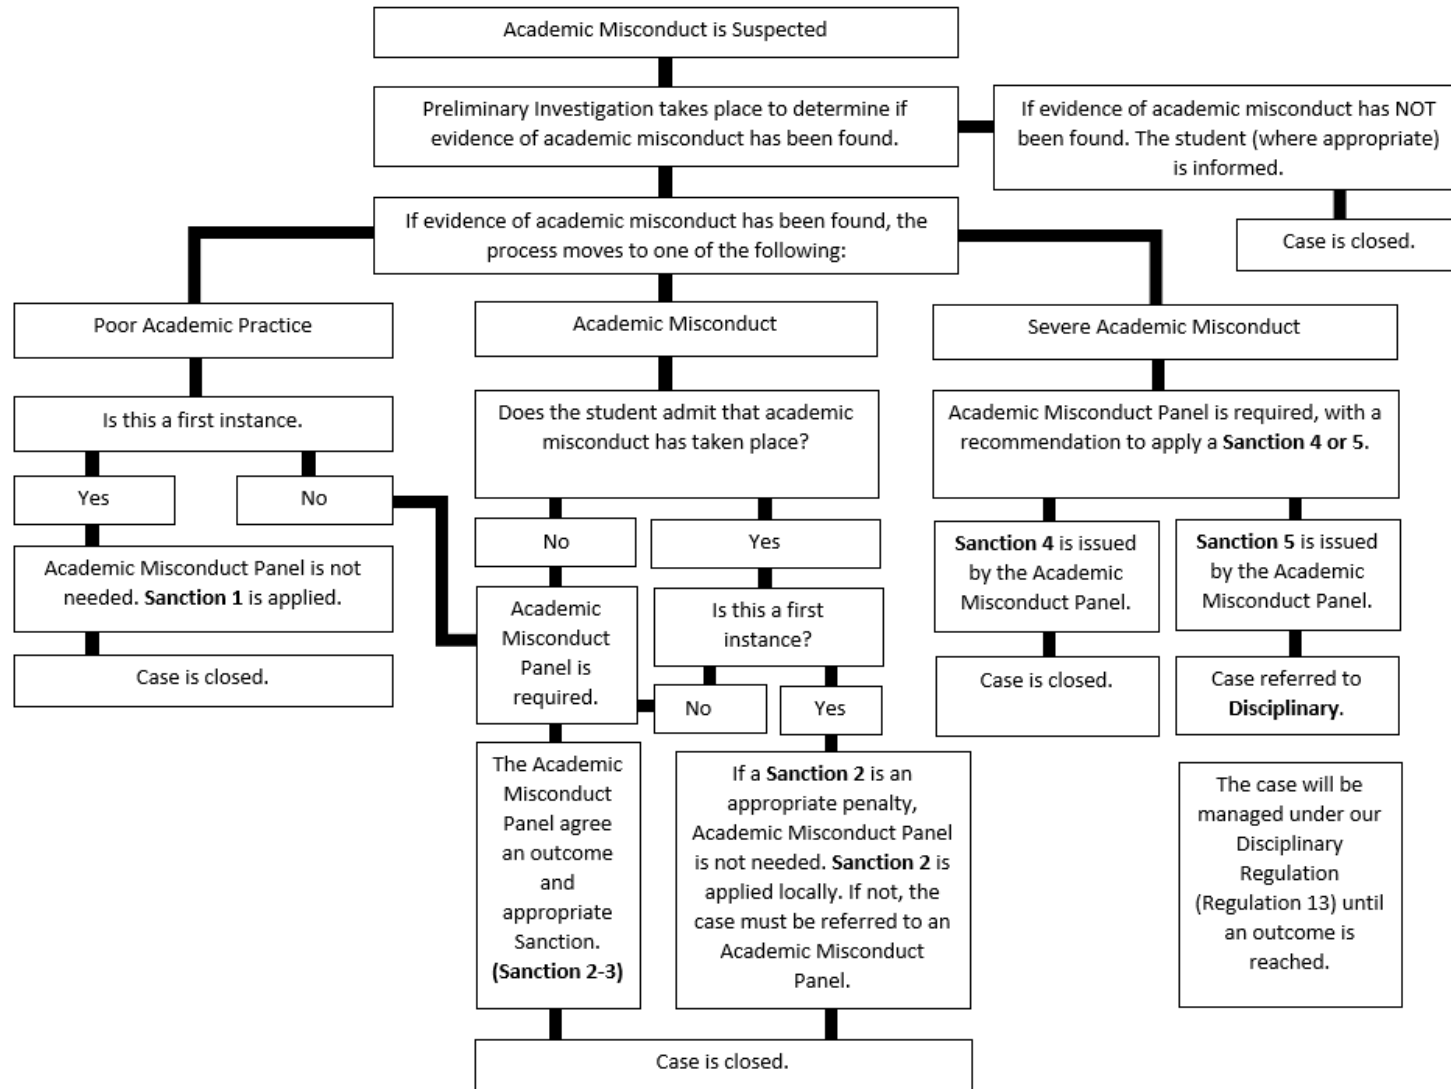 Academic Misconduct is Suspected
Preliminary Investigation takes place to determine if
evidence of academic misconduct has been found.
If evidence of academic misconduct has NOT
been found. The student (where appropriate)
is informed.
Case is closed.
If evidence of academic misconduct has been found, the
process moves to one of the following:
Poor Academic Practice
Is this a first instance.
Yes
No
Academic Misconduct Panel is not
needed. Sanction 1 is applied.
Case is closed.
Academic Misconduct
Does the student admit that academic
misconduct has taken place?
No
Yes
Academic
Misconduct
Panel is
required.
Is this a first
instance?
No
Yes
The Academic
Misconduct
Panel agree
an outcome
and
appropriate
Sanction.
(Sanction 2-3)
If a Sanction 2 is an
appropriate penalty,
Academic Misconduct Panel
is not needed. Sanction 2 is
applied locally. If not, the
case must be referred to an
Academic Misconduct
Panel.
Case is closed.
Severe Academic Misconduct
Academic Misconduct Panel is required, with a
recommendation to apply a Sanction 4 or 5.
Sanction 4 is issued
by the Academic
Misconduct Panel.
Case is closed.
Sanction 5 is issued
by the Academic
Misconduct Panel.
Case referred to
Disciplinary.
The case will be
managed under our
Disciplinary
Regulation
(Regulation 13) until
an outcome is
reached.